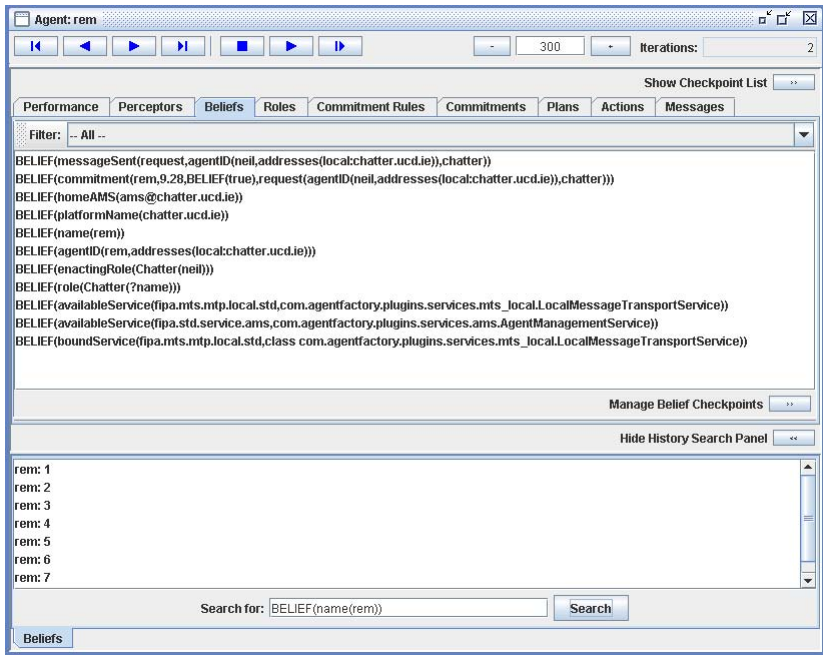 Agent: rem
- 300 + Iterations: 2
Show Checkpoint List >>
Performance Perceptors Beliefs Roles Commitment Rules Commitments Plans Actions Messages
Filter: -- All --
BELIEF(messageSent(request,agentID(neil,addresses(local:chatter.ucd.ie)),chatter))
BELIEF(commitment(rem,9.28,BELIEF(true),request(agentID(neil,addresses(local:chatter.ucd.ie)),chatter)))
BELIEF(homeAMS(ams@chatter.ucd.ie))
BELIEF(platformName(chatter.ucd.ie))
BELIEF(name(rem))
BELIEF(agentID(rem,addresses(local:chatter.ucd.ie)))
BELIEF(enactingRole(Chatter(neil)))
BELIEF(role(Chatter(?name)))
BELIEF(availableService(fipa.mts.mtp.local.std,com.agentfactory.plugins.services.mts_local.LocalMessageTransportService))
BELIEF(availableService(fipa.std.service.ams,com.agentfactory.plugins.services.ams.AgentManagementService))
BELIEF(boundService(fipa.mts.mtp.local.std,class com.agentfactory.plugins.services.mts_local.LocalMessageTransportService))
Manage Belief Checkpoints >>
Hide History Search Panel <<
rem: 1
rem: 2
rem: 3
rem: 4
rem: 5
rem: 6
rem: 7
Search for: BELIEF(name(rem)) Search
Beliefs